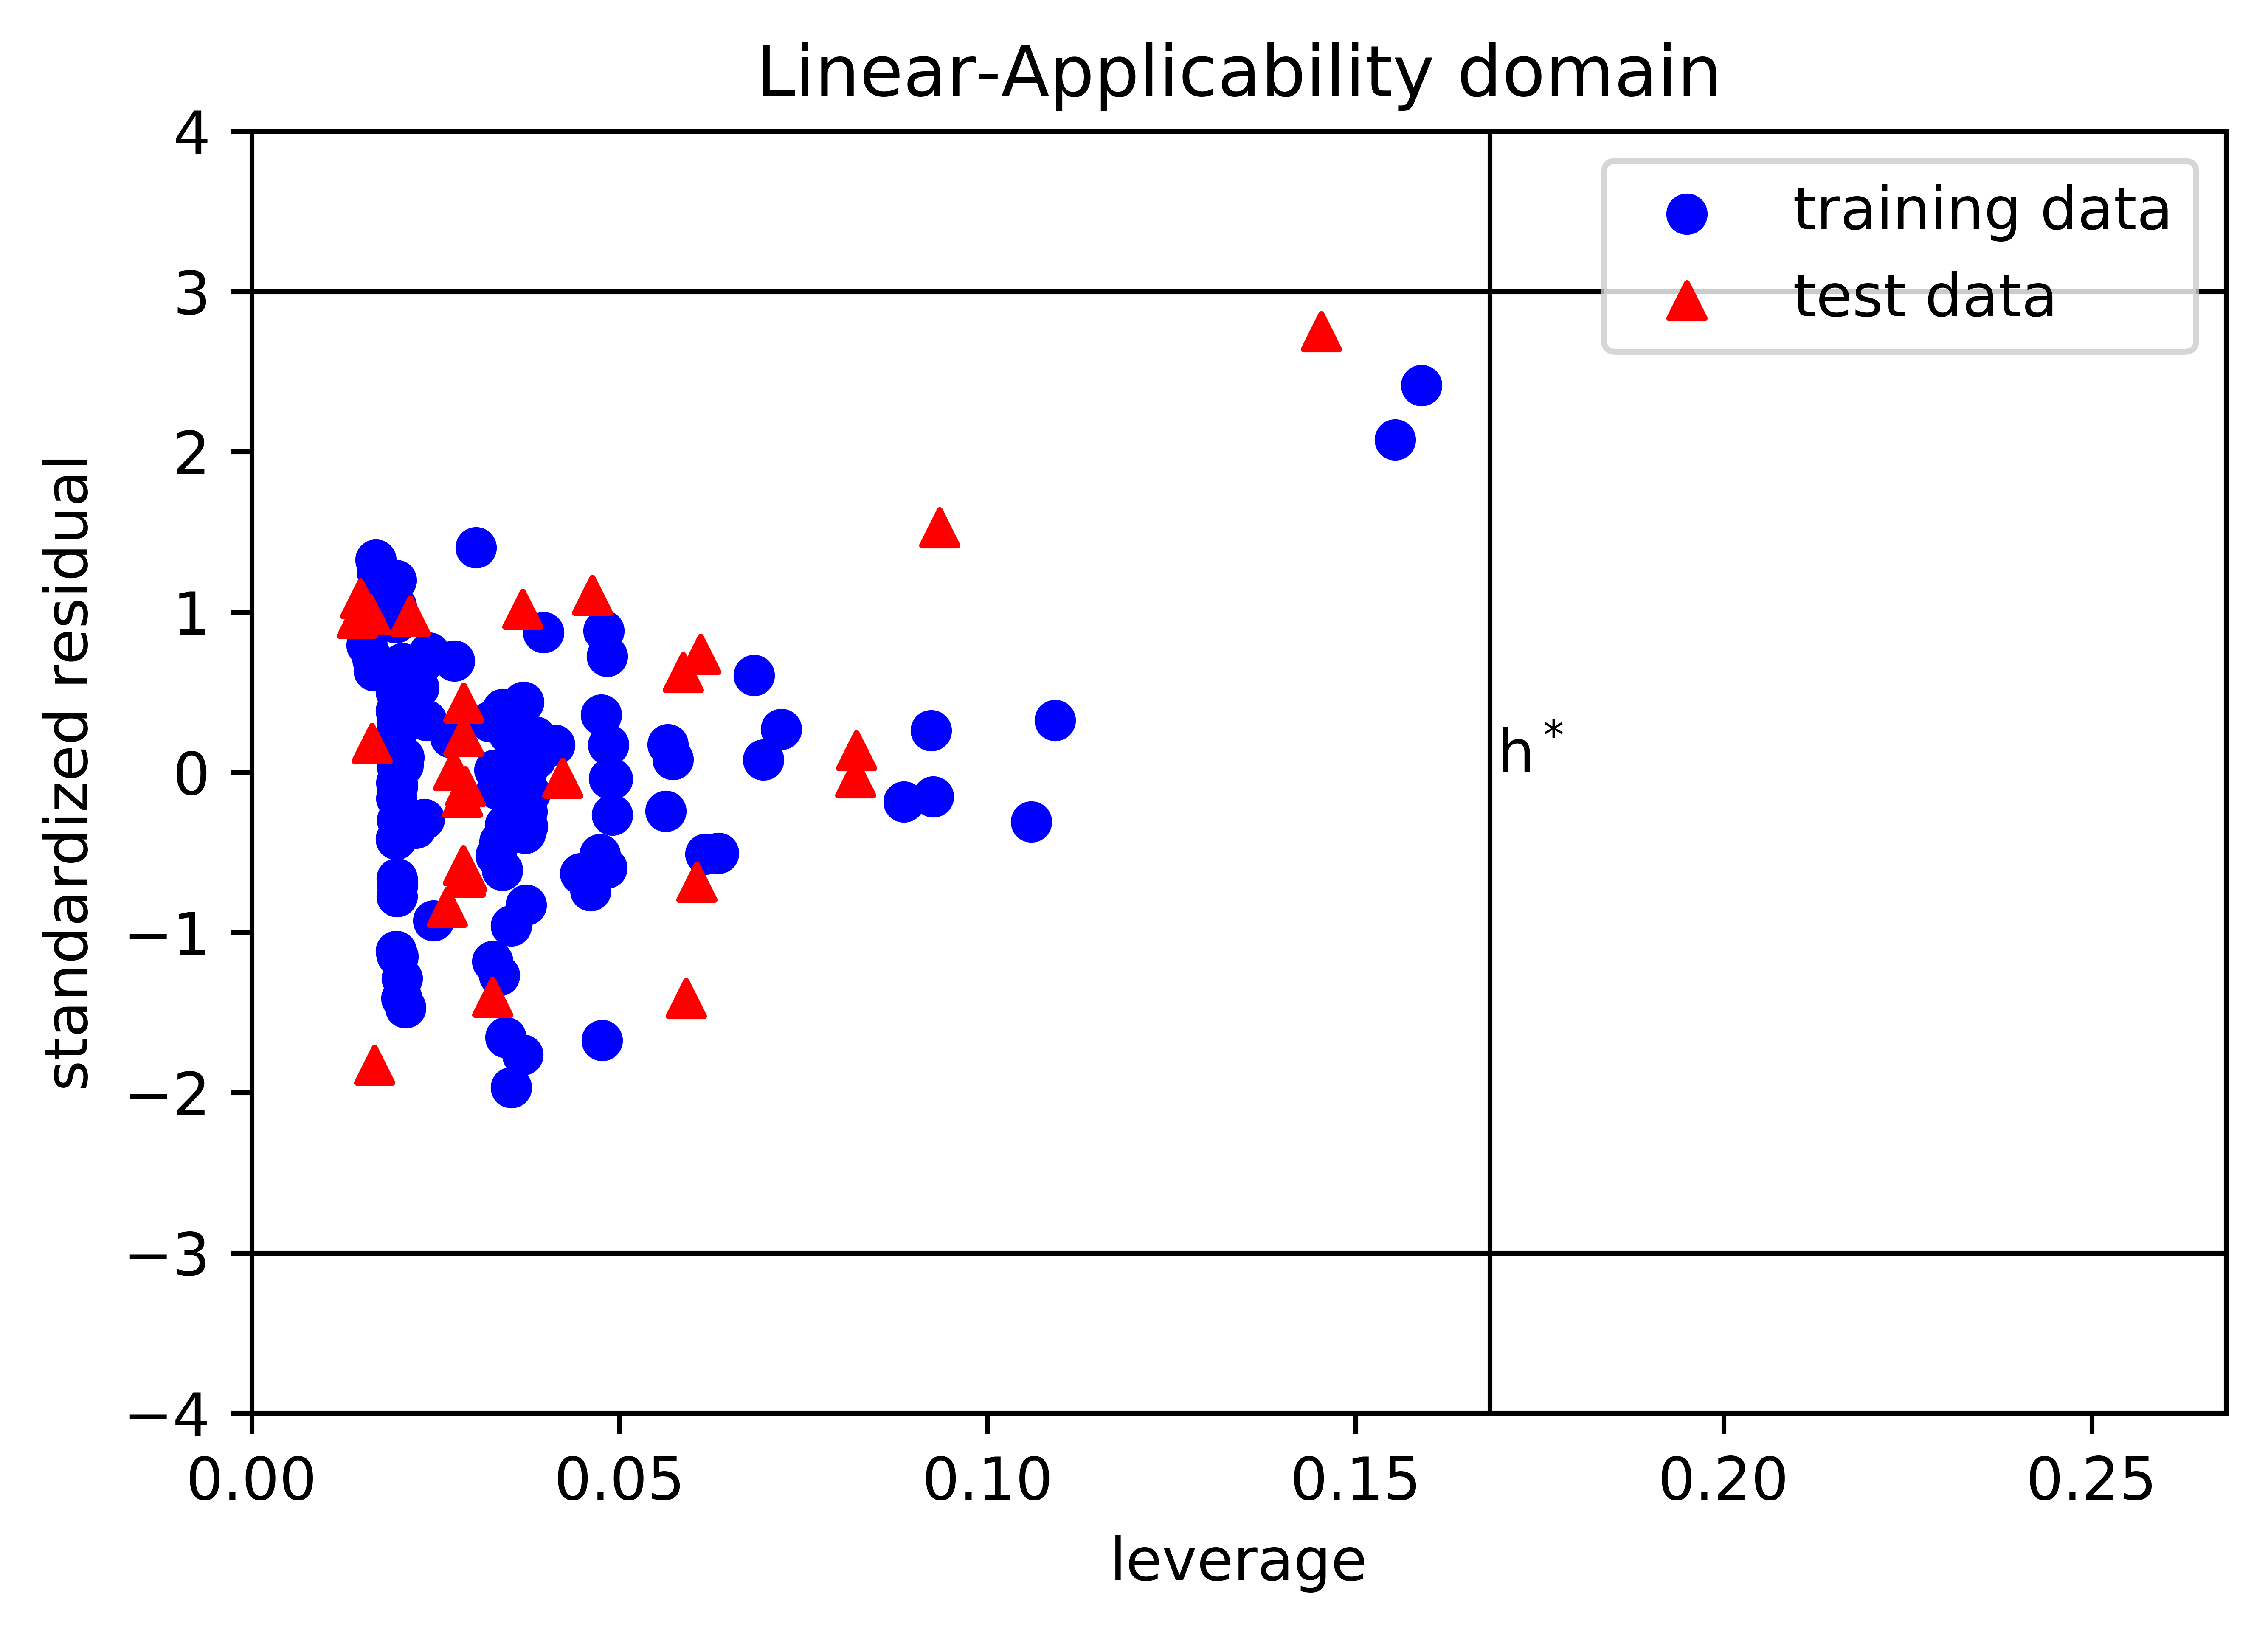 Linear-Applicability domain
4
3
2
1
0
−1
−2
−3
−4
standardized residual
training data
test data
h*
0.00 0.05 0.10 0.15 0.20 0.25
leverage